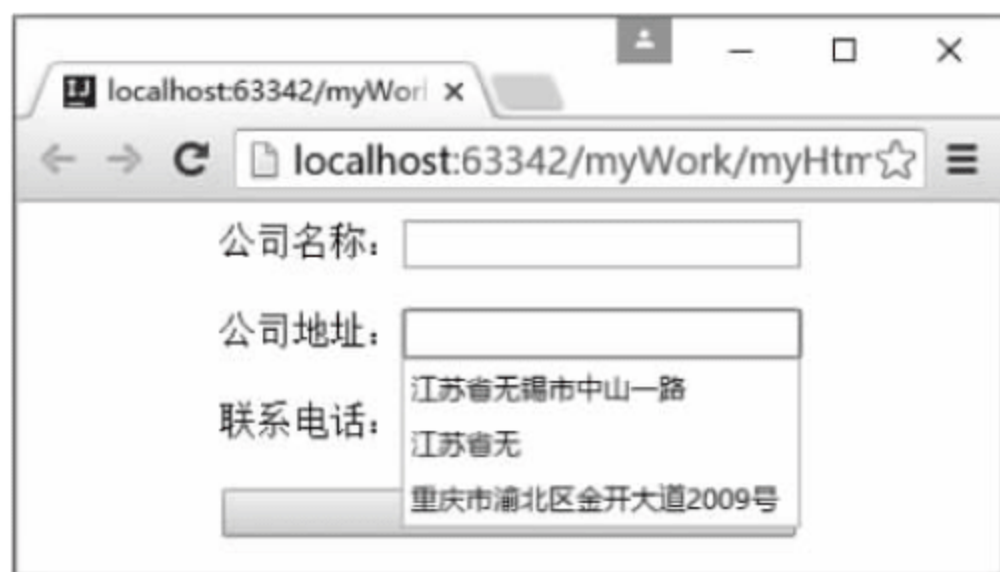 localhost:63342/myWorl
localhost:63342/myWork/myHtm
公司名称：
公司地址：
江苏省无锡市中山一路
联系电话：
江苏省无
重庆市渝北区金开大道2009号